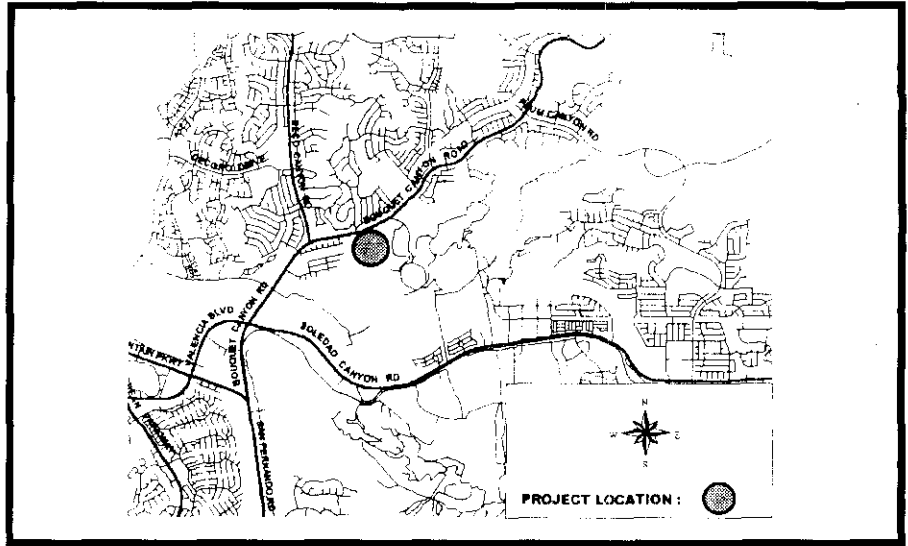 PLUM CANYON RD
SECO CANYON RD
BOUQUET CANYON ROAD
VALENCIA BLVD
BOUQUET CANYON RD
SOLEDAD CANYON RD
SAN FERNANDO RD
N
W E
S
PROJECT LOCATION :